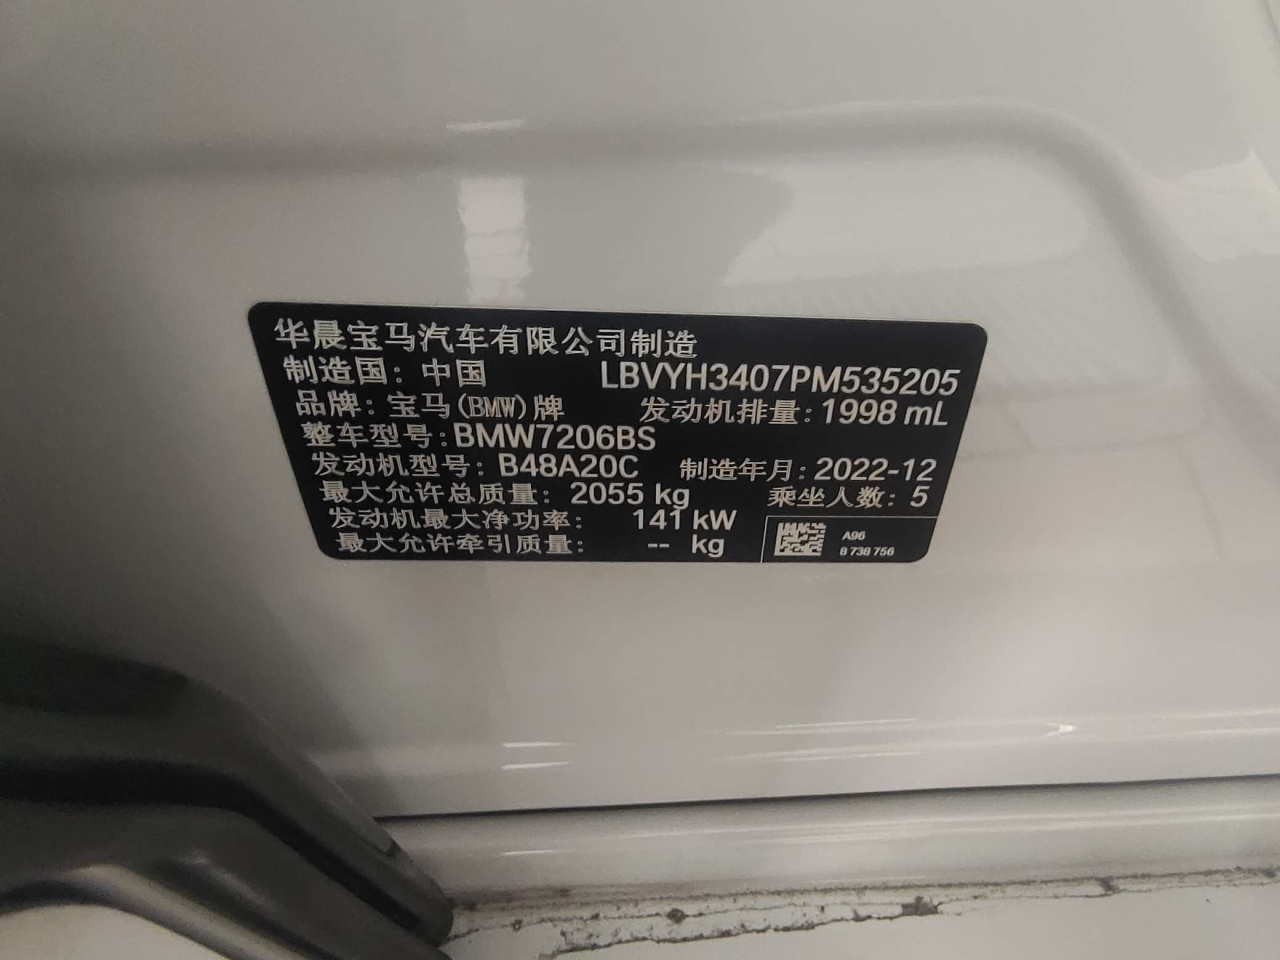 华晨宝马汽车有限公司制造
制造国：中国 LBVYH3407PM535205
品牌：宝马(BMW)牌 发动机排量：1998 mL
整车型号：BMW7206BS
发动机型号：B48A20C 制造年月：2022-12
最大允许总质量：2055 kg 乘坐人数：5
发动机最大净功率：141 kW
最大允许牵引质量：-- kg
A96
8 738 756